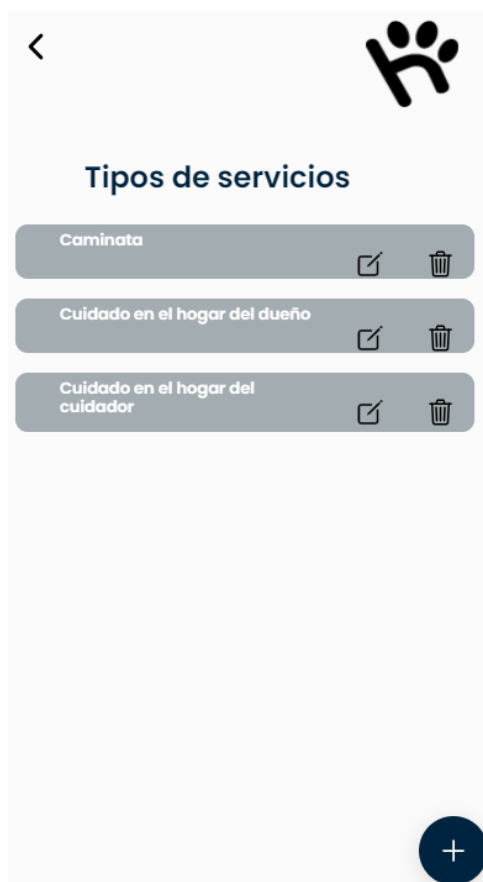 Tipos de servicios
Caminata
Cuidado en el hogar del dueño
Cuidado en el hogar del
cuidador